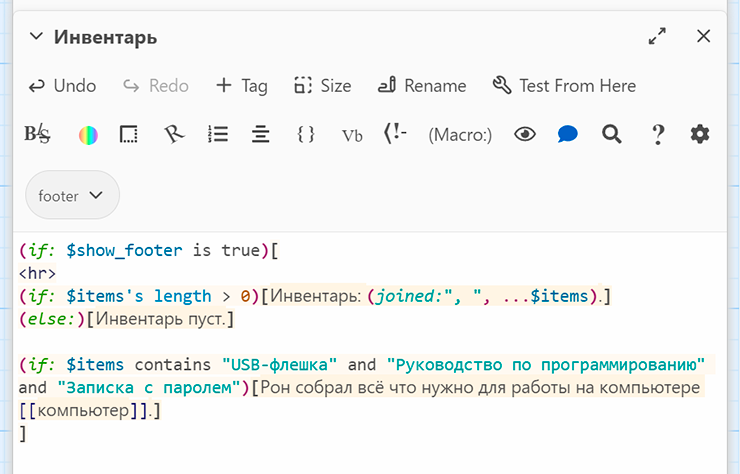 Инвентарь
Undo Redo + Tag Size Rename Test From Here
B/S { } Vb <!- (Macro:) ?
footer
(if: $show_footer is true)[
<hr>
(if: $items's length > 0)[Инвентарь: (joined:", ", ...$items).]
(else:)[Инвентарь пуст.]
(if: $items contains "USB-флешка" and "Руководство по программированию"
and "Записка с паролем")[Рон собрал всё что нужно для работы на компьютере
[[компьютер]].]
]